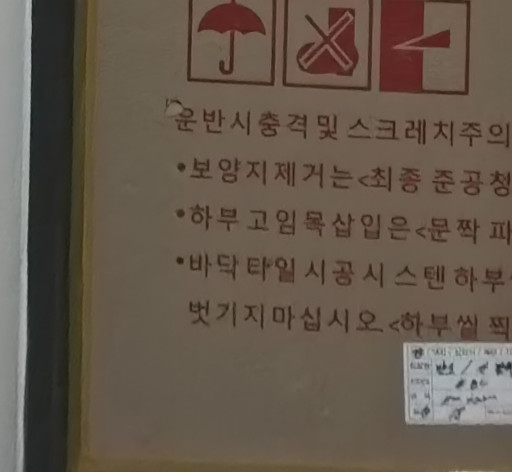 운반시충격및 스크레치주의
•보양지제거는<최종 준공청
•하부고임목삽입은<문짝 파
•바닥타일시공시 스텐하부
벗기지마십시오<하부씰 찍